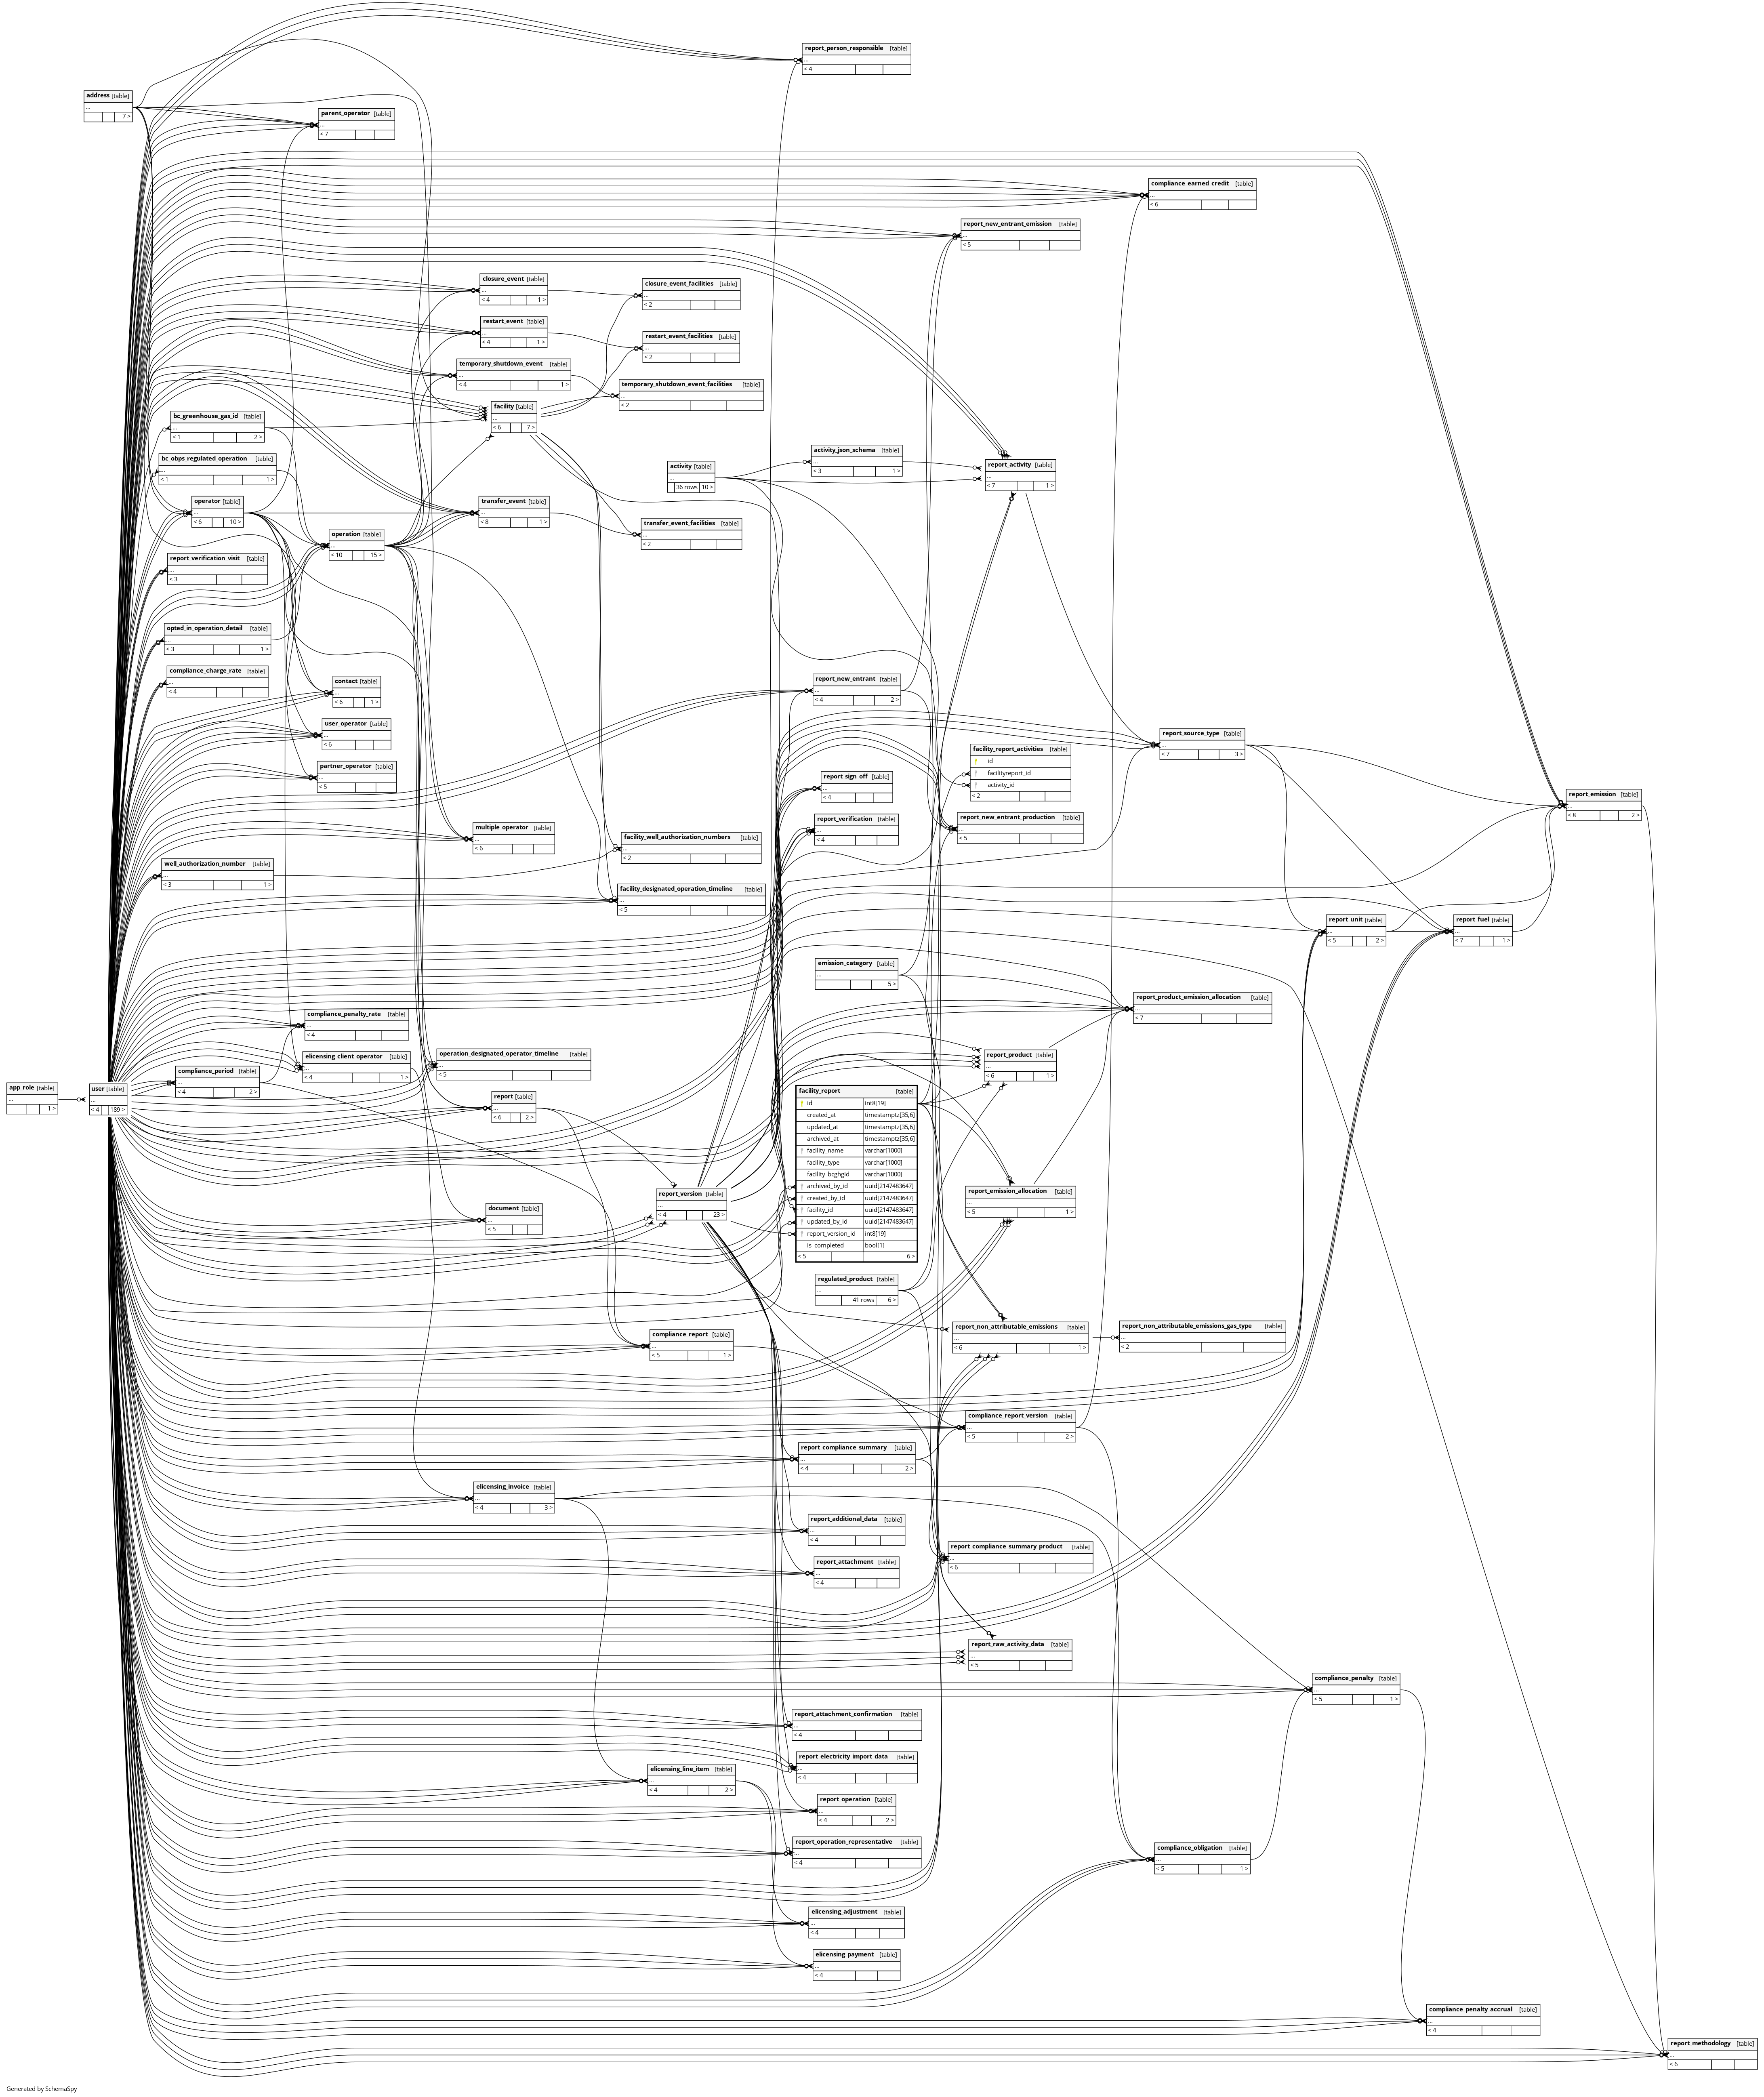 report_person_responsible [table]
...
< 4
address [table]
...
7 >
parent_operator [table]
...
< 7
compliance_earned_credit [table]
...
< 6
report_new_entrant_emission [table]
...
< 5
closure_event [table]
...
< 4 1 >
closure_event_facilities [table]
...
< 2
restart_event [table]
...
< 4 1 >
restart_event_facilities [table]
...
< 2
temporary_shutdown_event [table]
...
< 4 1 >
temporary_shutdown_event_facilities [table]
...
< 2
facility [table]
...
< 6 7 >
bc_greenhouse_gas_id [table]
...
< 1 2 >
bc_obps_regulated_operation [table]
...
< 1 1 >
activity_json_schema [table]
...
< 3 1 >
activity [table]
...
36 rows 10 >
report_activity [table]
...
< 7 1 >
operator [table]
...
< 6 10 >
transfer_event [table]
...
< 8 1 >
transfer_event_facilities [table]
...
< 2
operation [table]
...
< 10 15 >
report_verification_visit [table]
...
< 3
opted_in_operation_detail [table]
...
< 3 1 >
compliance_charge_rate [table]
...
< 4
contact [table]
...
< 6 1 >
report_new_entrant [table]
...
< 4 2 >
user_operator [table]
...
< 6
report_source_type [table]
...
< 7 3 >
facility_report_activities [table]
id
facilityreport_id
activity_id
< 2
partner_operator [table]
...
< 5
report_sign_off [table]
...
< 4
report_emission [table]
...
< 8 2 >
report_verification [table]
...
< 4
report_new_entrant_production [table]
...
< 5
multiple_operator [table]
...
< 6
facility_well_authorization_numbers [table]
...
< 2
well_authorization_number [table]
...
< 3 1 >
facility_designated_operation_timeline [table]
...
< 5
report_unit [table]
...
< 5 2 >
report_fuel [table]
...
< 7 1 >
emission_category [table]
...
5 >
report_product_emission_allocation [table]
...
< 7
compliance_penalty_rate [table]
...
< 4
elicensing_client_operator [table]
...
< 4 1 >
operation_designated_operator_timeline [table]
...
< 5
report_product [table]
...
< 6 1 >
compliance_period [table]
...
< 4 2 >
app_role [table]
...
1 >
user [table]
...
< 4 189 >
report [table]
...
< 6 2 >
facility_report [table]
id int8[19]
created_at timestamptz[35,6]
updated_at timestamptz[35,6]
archived_at timestamptz[35,6]
facility_name varchar[1000]
facility_type varchar[1000]
facility_bcghgid varchar[1000]
archived_by_id uuid[2147483647]
created_by_id uuid[2147483647]
facility_id uuid[2147483647]
updated_by_id uuid[2147483647]
report_version_id int8[19]
is_completed bool[1]
< 5 6 >
report_version [table]
...
< 4 23 >
report_emission_allocation [table]
...
< 5 1 >
document [table]
...
< 5
regulated_product [table]
...
41 rows 6 >
report_non_attributable_emissions [table]
...
< 6 1 >
report_non_attributable_emissions_gas_type [table]
...
< 2
compliance_report [table]
...
< 5 1 >
compliance_report_version [table]
...
< 5 2 >
report_compliance_summary [table]
...
< 4 2 >
elicensing_invoice [table]
...
< 4 3 >
report_additional_data [table]
...
< 4
report_compliance_summary_product [table]
...
< 6
report_attachment [table]
...
< 4
report_raw_activity_data [table]
...
< 5
compliance_penalty [table]
...
< 5 1 >
report_attachment_confirmation [table]
...
< 4
report_electricity_import_data [table]
...
< 4
elicensing_line_item [table]
...
< 4 2 >
report_operation [table]
...
< 4 2 >
report_operation_representative [table]
...
< 4
compliance_obligation [table]
...
< 5 1 >
elicensing_adjustment [table]
...
< 4
elicensing_payment [table]
...
< 4
compliance_penalty_accrual [table]
...
< 4
report_methodology [table]
...
< 6
Generated by SchemaSpy